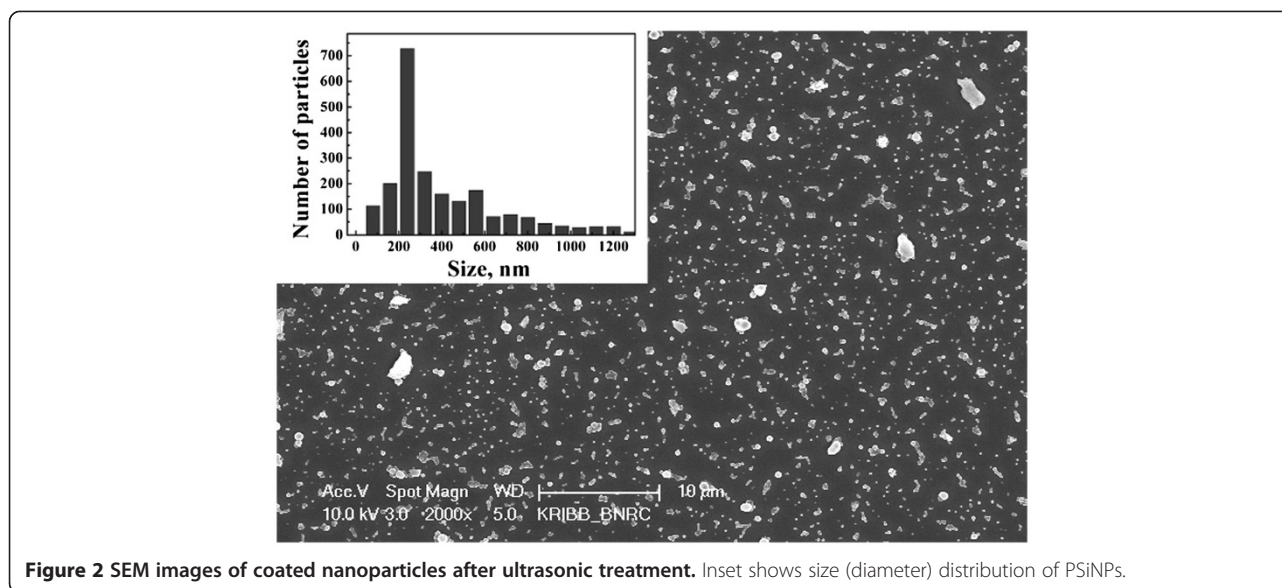 Number of particles
700
600
500
400
300
200
100
0
0 200 400 600 800 1000 1200
Size, nm
Acc.V Spot Magn WD 10 µm
10.0 kV 3.0 2000x 5.0 KRIBB_BNRC
Figure 2 SEM images of coated nanoparticles after ultrasonic treatment. Inset shows size (diameter) distribution of PSiNPs.